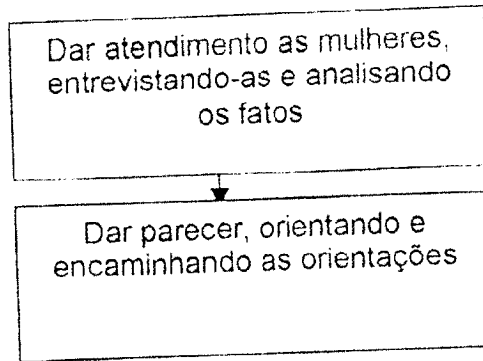 Dar atendimento as mulheres,
entrevistando-as e analisando
os fatos
Dar parecer, orientando e
encaminhando as orientações